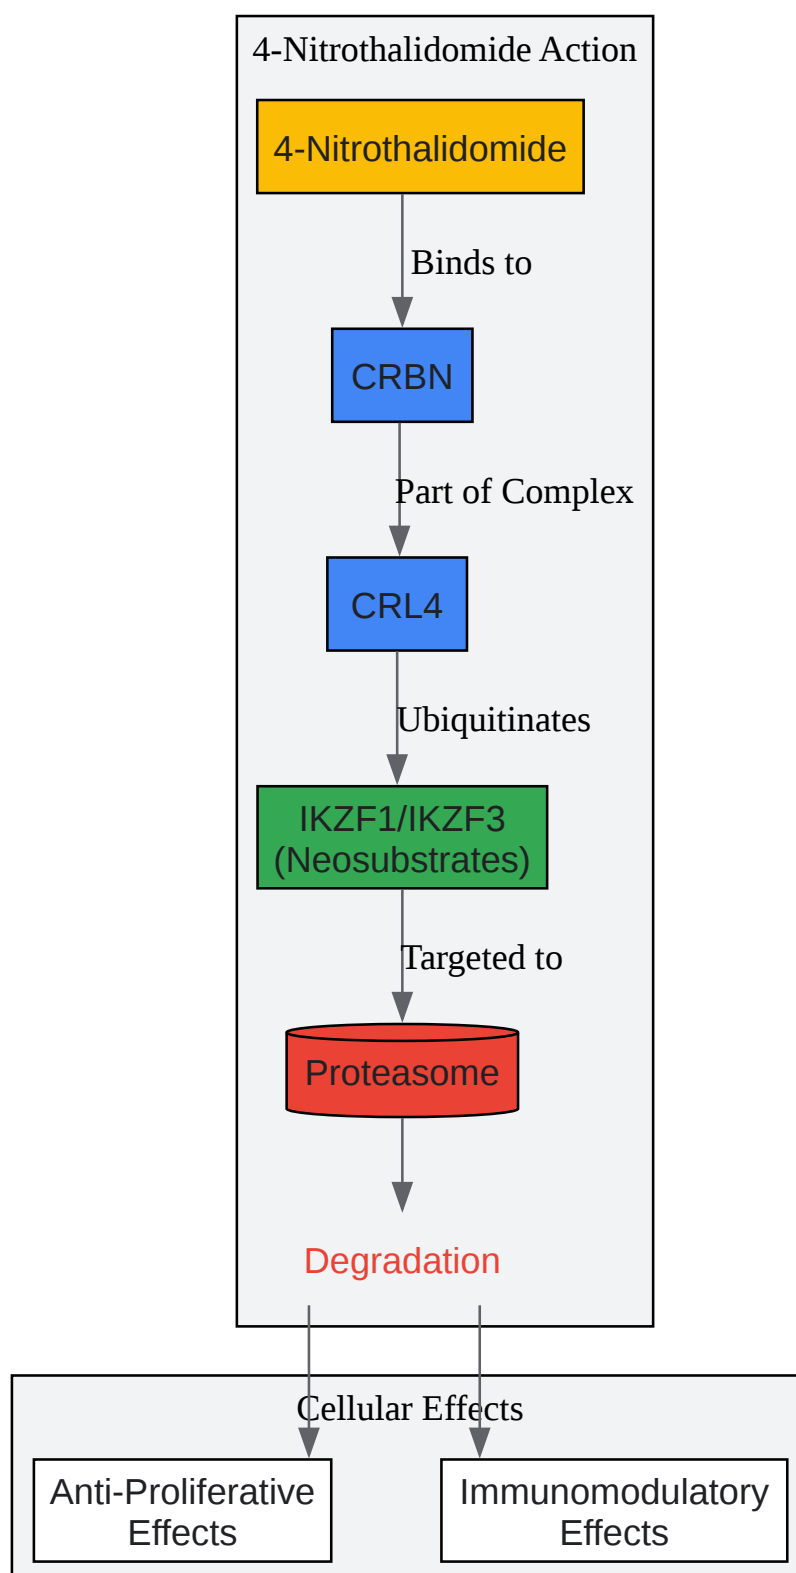 4-Nitrothalidomide Action
4-Nitrothalidomide
Binds to
CRBN
Part of Complex
CRL4
Ubiquitinates
IKZF1/IKZF3
(Neosubstrates)
Targeted to
Proteasome
Degradation
Cellular Effects
Anti-Proliferative
Effects
Immunomodulatory
Effects